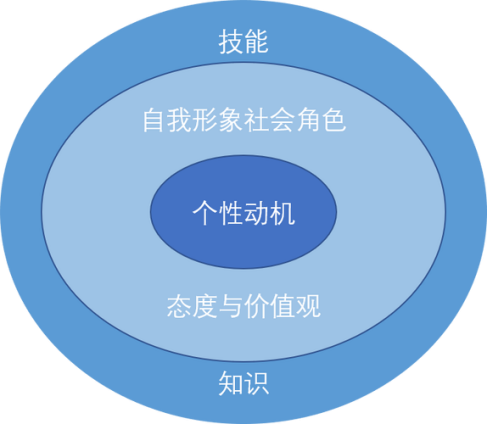 技能
自我形象社会角色
个性动机
态度与价值观
知识